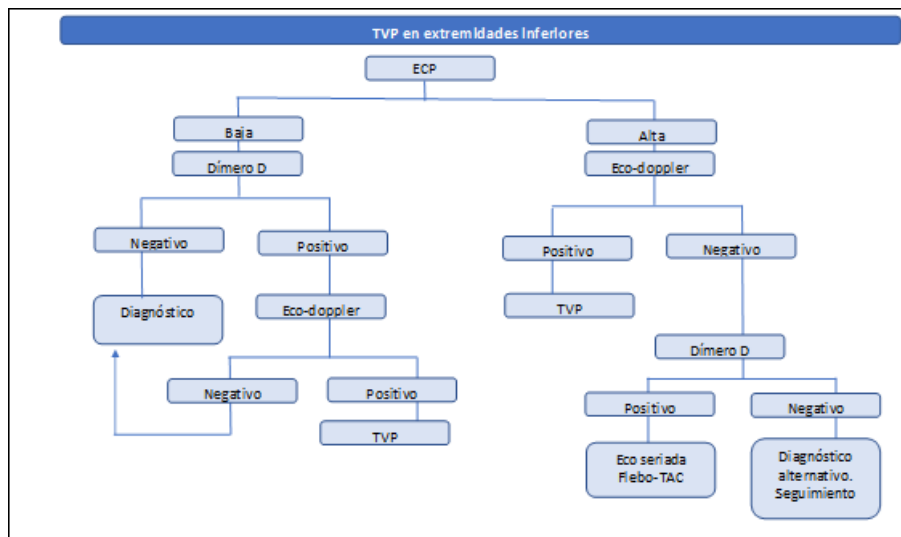 TVP en extremidades inferiores
ECP
Baja
Alta
Dímero D
Eco-doppler
Negativo
Positivo
Positivo
Negativo
Diagnóstico
Eco-doppler
TVP
Dímero D
Negativo
Positivo
Positivo
Negativo
TVP
Eco seriada
Flebo-TAC
Diagnóstico
alternativo.
Seguimiento